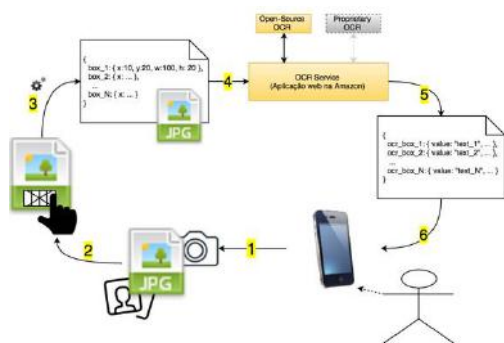 Open-Source
OCR
Proprietary
OCR
{
box_1: { x:10, y:20, w:100, h: 20 },
box_2: { x: ... },
...
box_N: { x: ... }
}
JPG
3
4
OCR Service
(Aplicação web na Amazon)
5
{
ocr_box_1: { value: "text_1", ... },
ocr_box_2: { value: "text_2", ... },
...
ocr_box_N: { value: "text_N", ... }
}
2
JPG
1
6